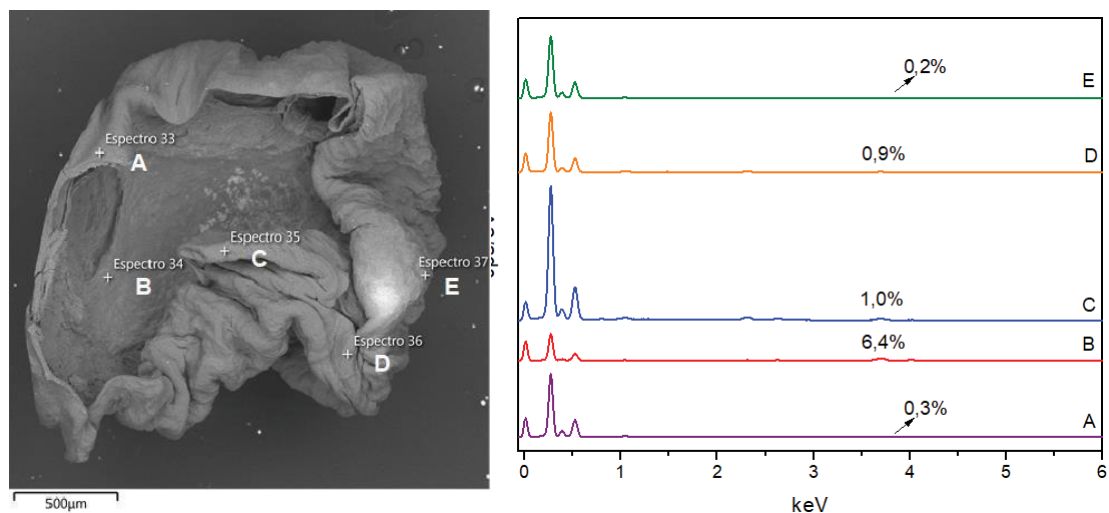 Espectro 33
A
Espectro 35
C
Espectro 34
B
Espectro 37
E
Espectro 36
D
500µm
0,2%
E
0,9%
D
1,0%
C
6,4%
B
0,3%
A
0 1 2 3 4 5 6
keV